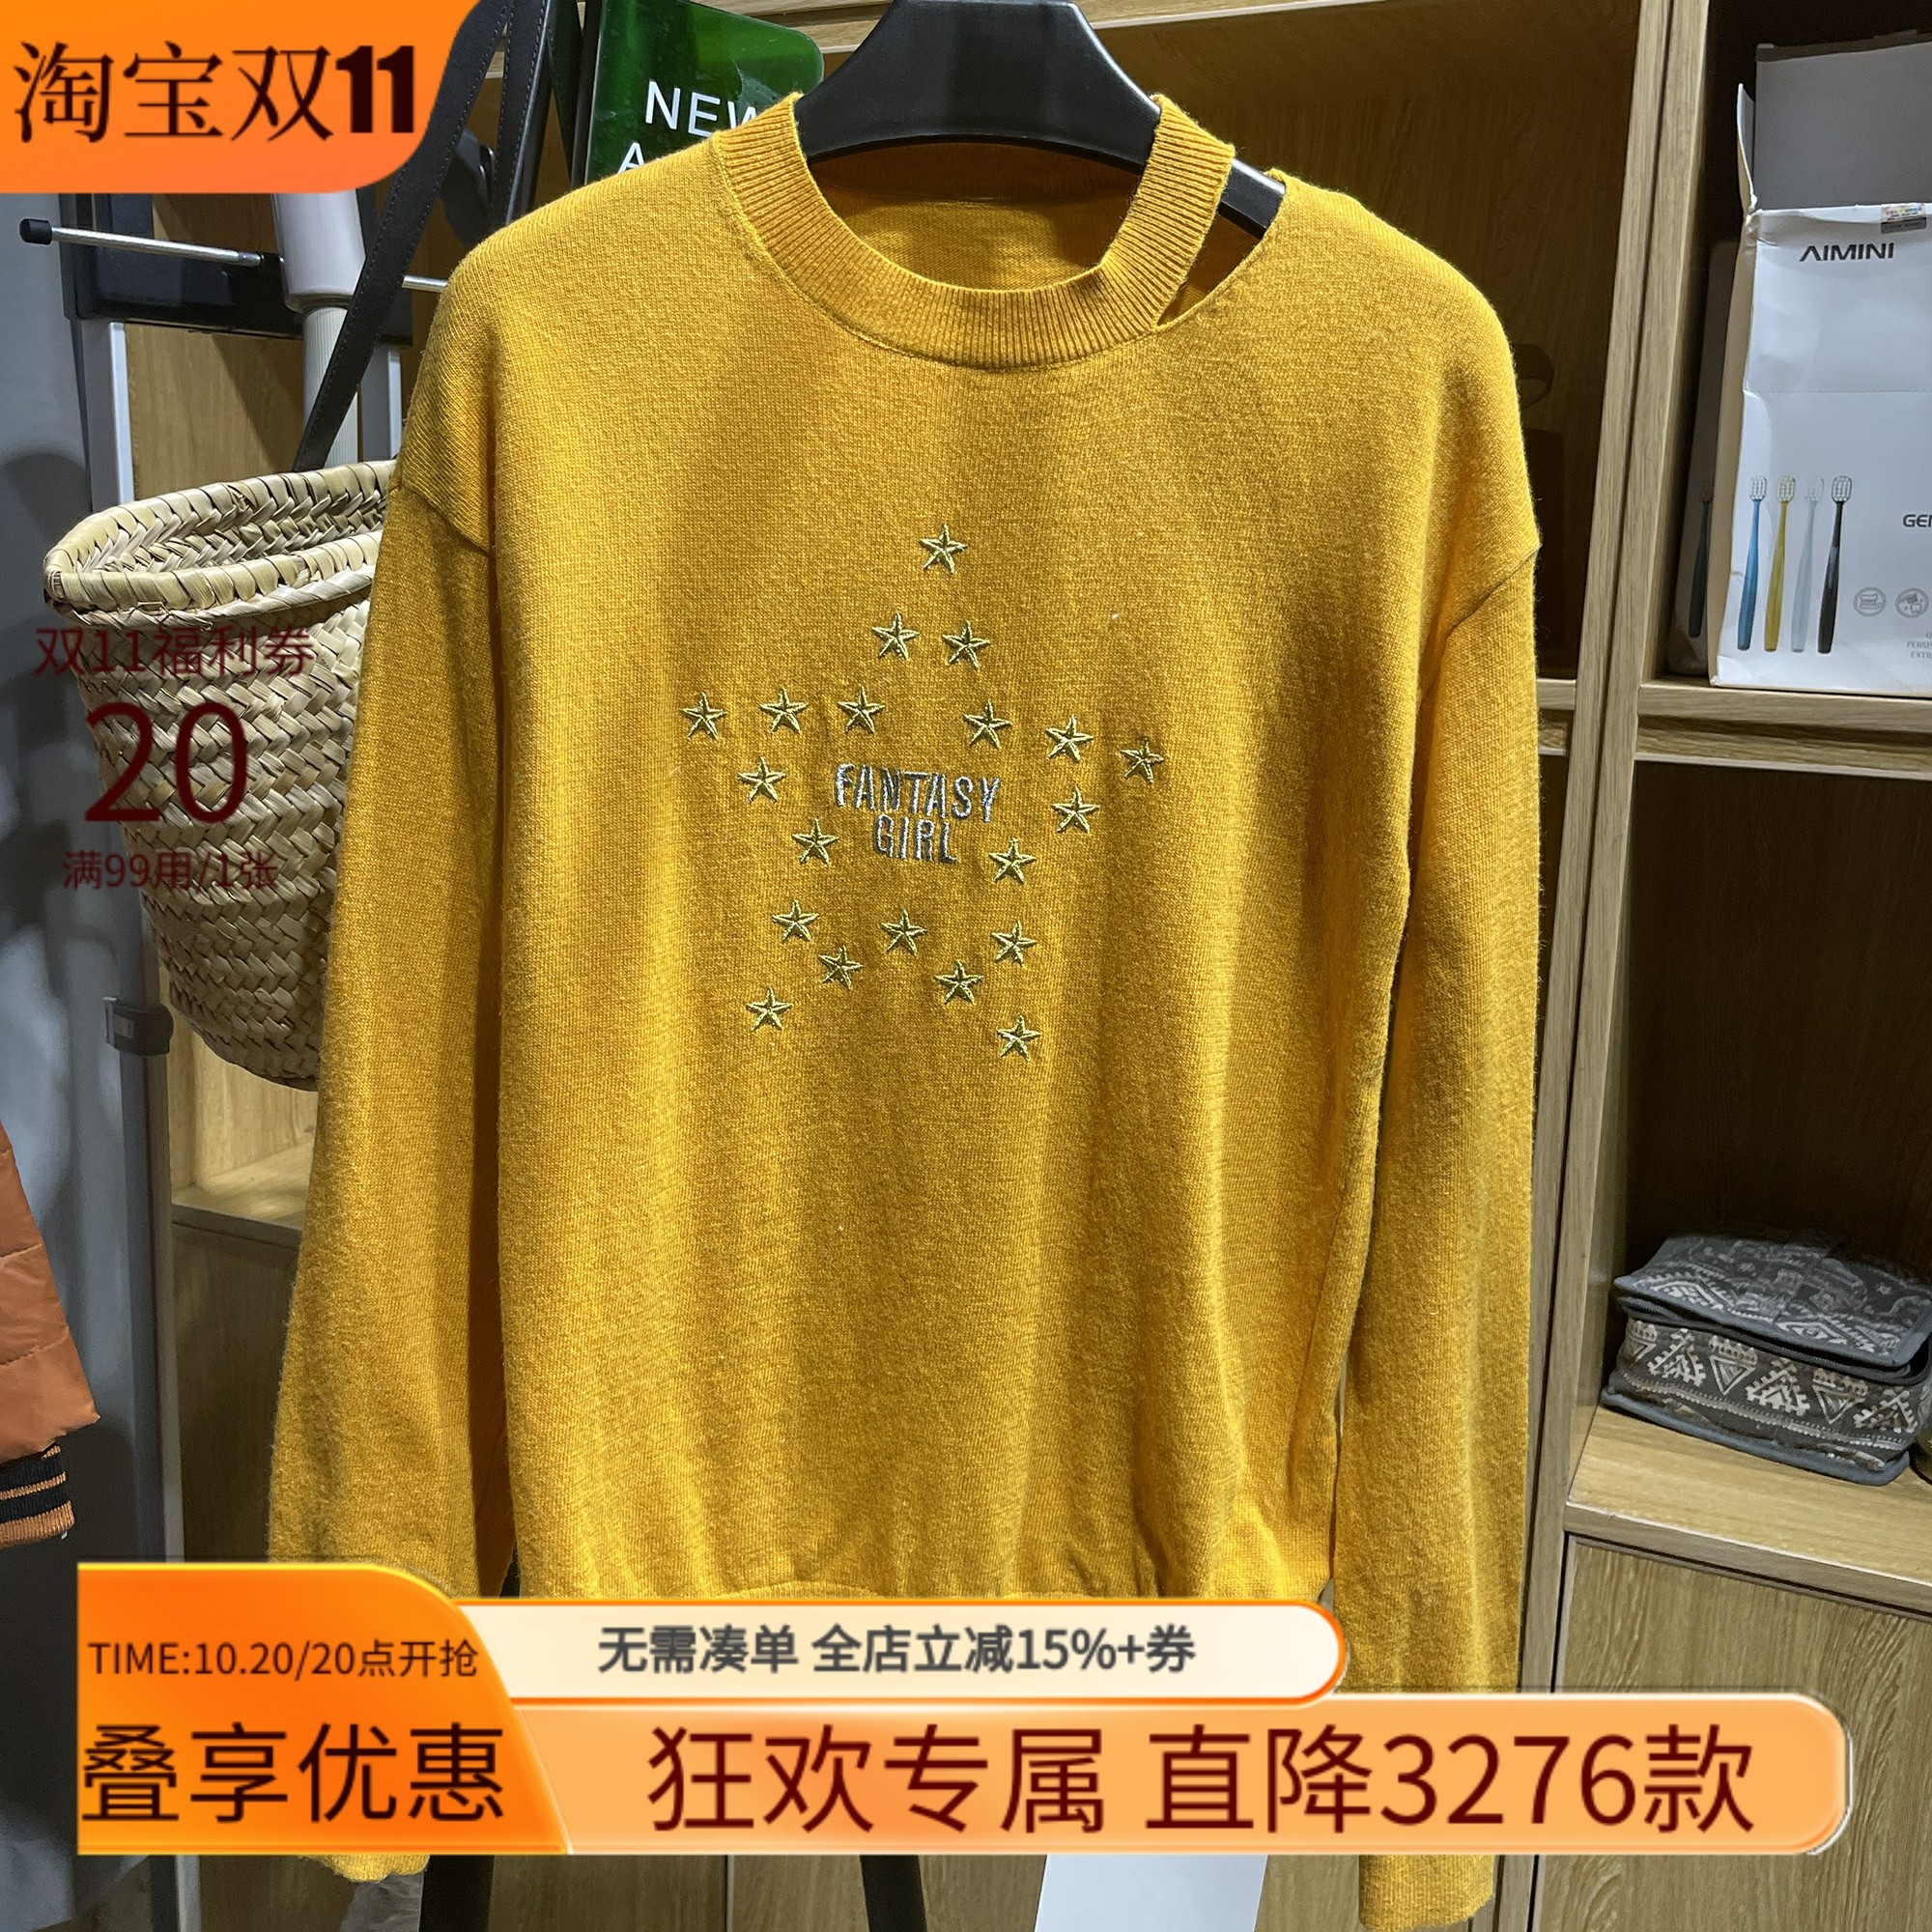 淘宝双11
NEW
AIMINI
双11福利券
20
满99用/1张
FANTASY
GIRL
TIME:10.20/20点开抢
无需凑单 全店立减15%+券
叠享优惠
狂欢专属 直降3276款